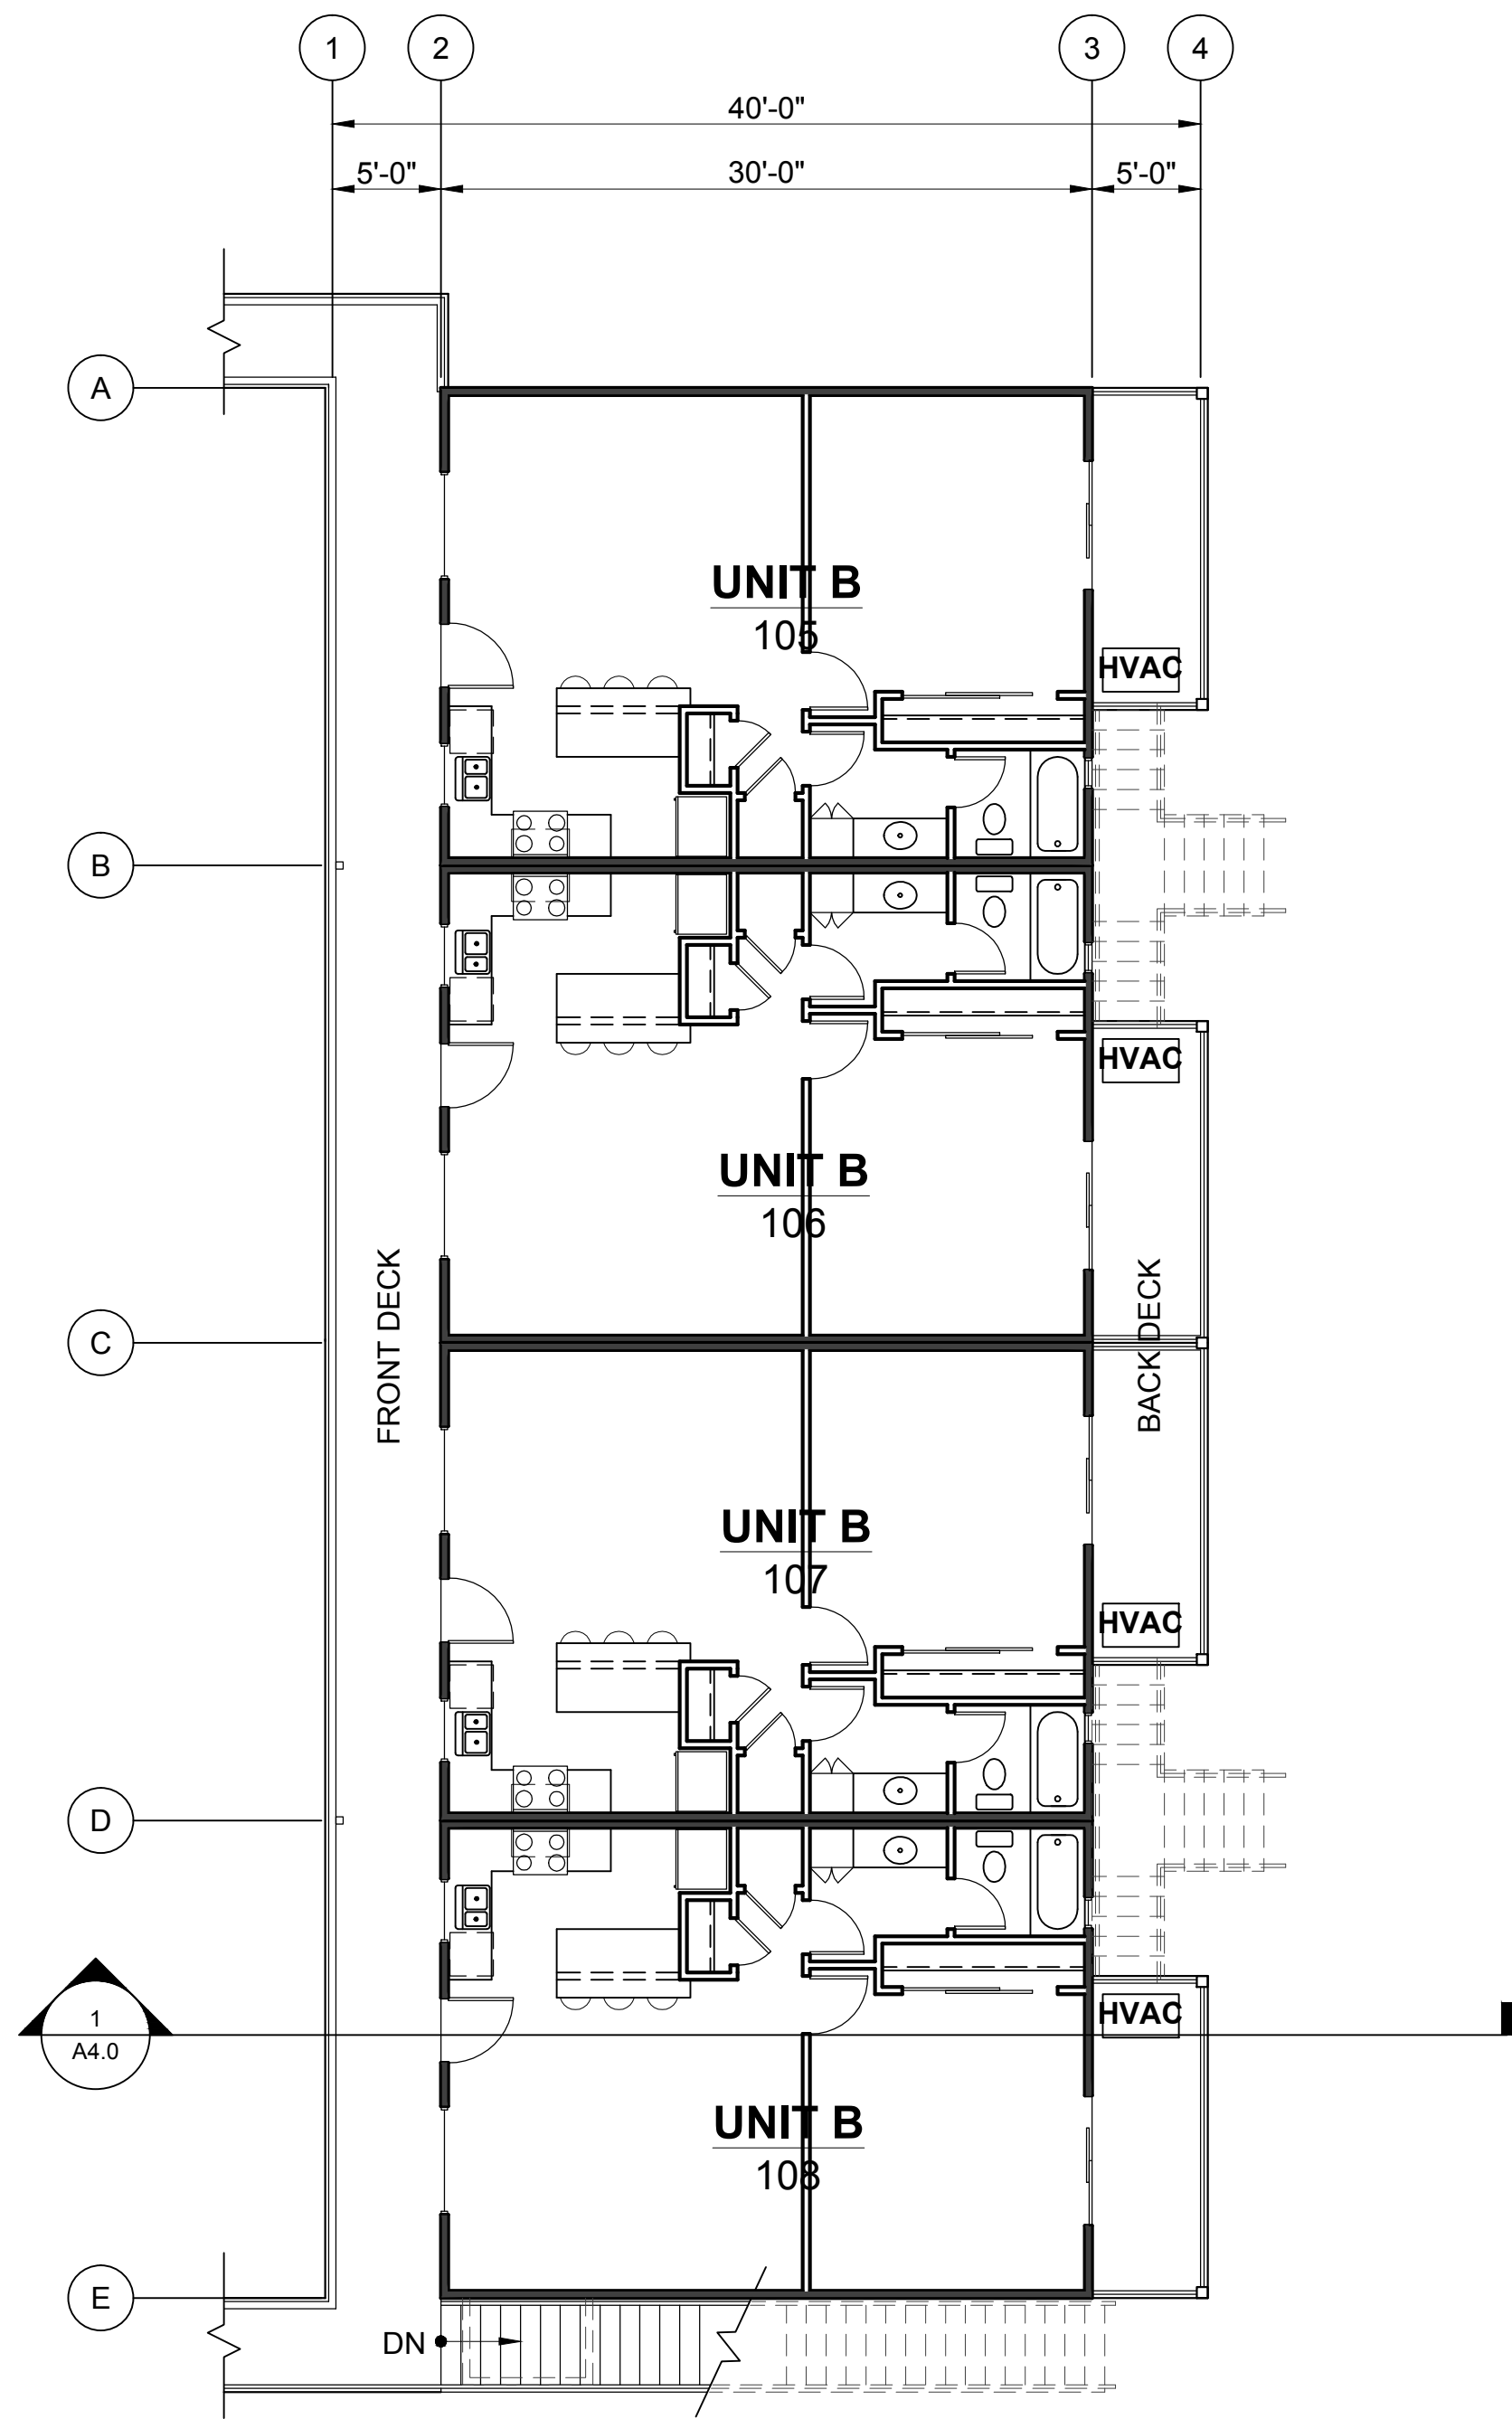 1
2
3
4
40'-0"
5'-0"
30'-0"
5'-0"
A
UNIT B
105
HVAC
B
HVAC
UNIT B
106
FRONT DECK
BACK DECK
C
UNIT B
107
HVAC
D
1
A4.0
HVAC
UNIT B
108
E
DN